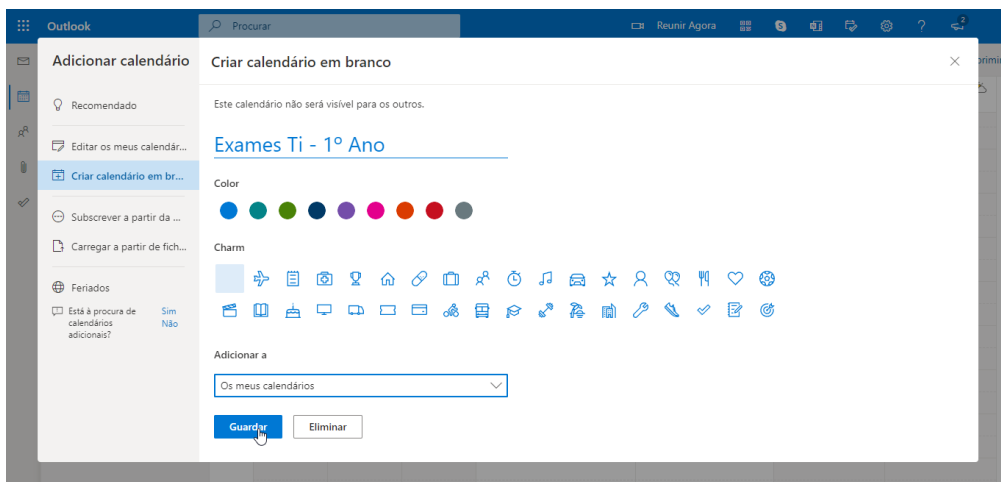 Outlook
Procurar
Reunir Agora
2
Adicionar calendário
Recomendado
Editar os meus calendár...
Criar calendário em br...
Subscrever a partir da ...
Carregar a partir de fich...
Feriados
Está à procura de calendários adicionais?
Sim
Não
Criar calendário em branco
Este calendário não será visível para os outros.
Exames Ti - 1º Ano
Color
Charm
Adicionar a
Os meus calendários
Guardar
Eliminar